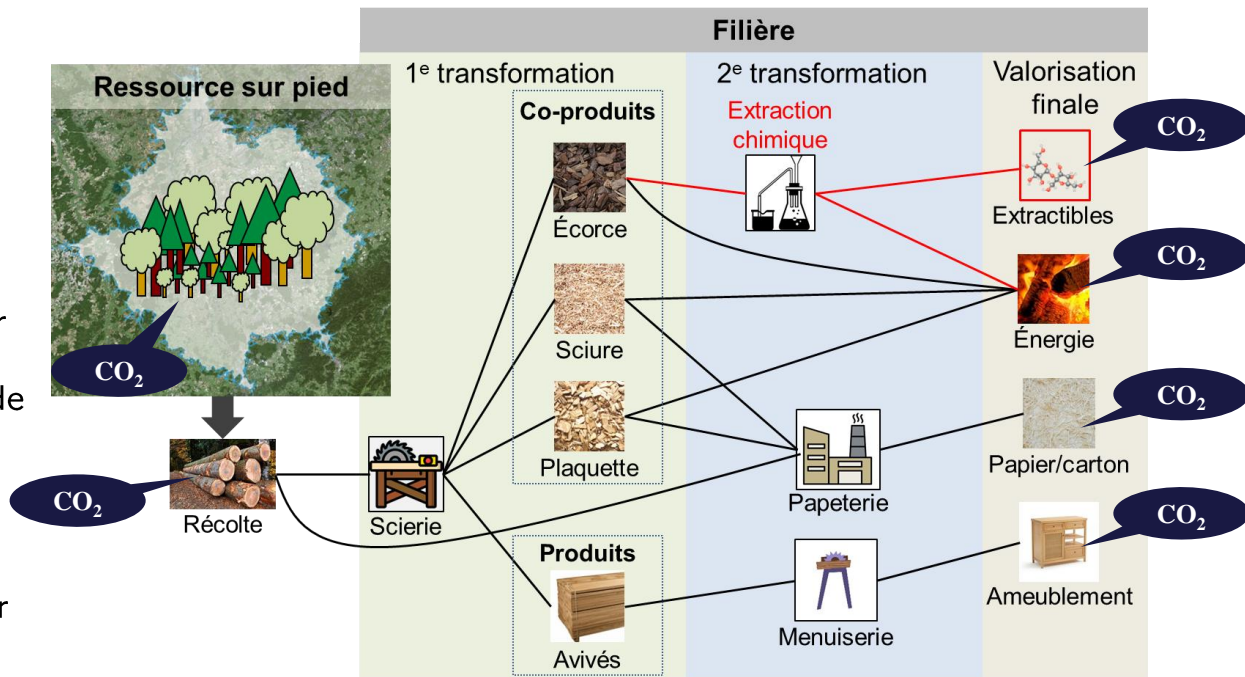 Filière
Ressource sur pied
1e transformation
2e transformation
Valorisation
finale
Co-produits
Extraction
chimique
CO2
Écorce
Extractibles
CO2
Sciure
Énergie
CO2
r
de
CO2
Plaquette
Papier/carton
CO2
Récolte
Scierie
Papeterie
CO2
Produits
r
Avivés
Menuiserie
Ameublement